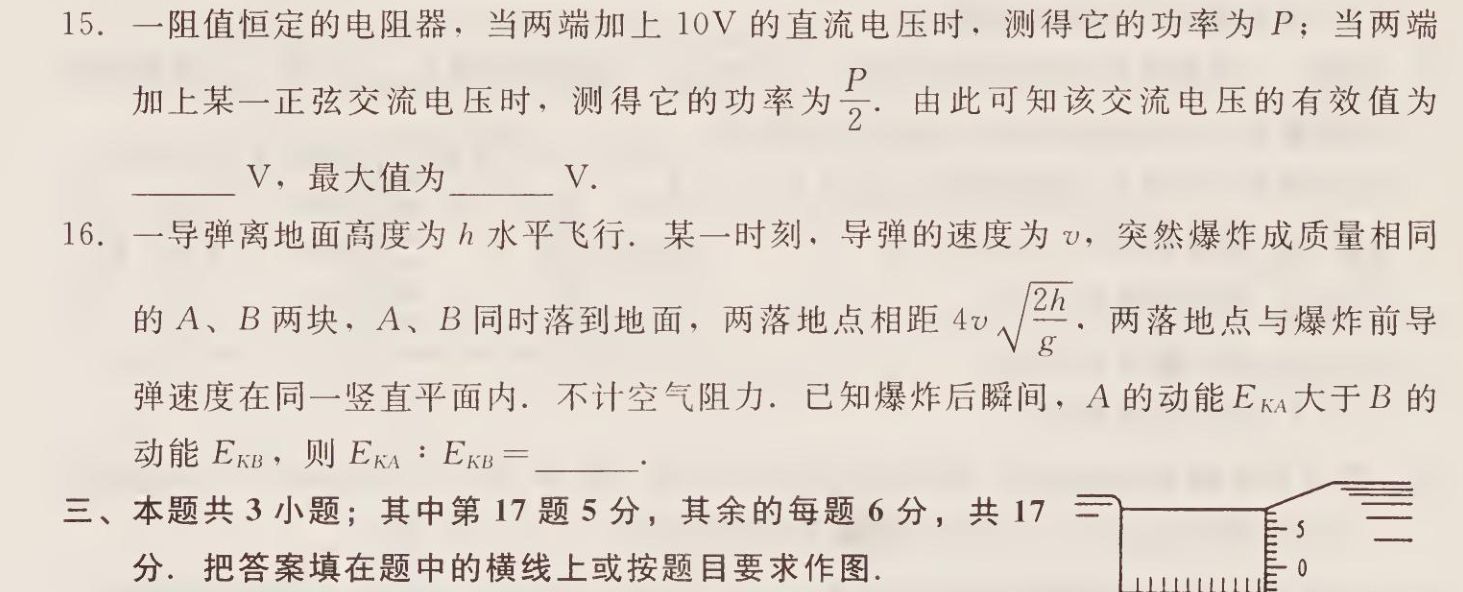 15. 一阻值恒定的电阻器，当两端加上 10V 的直流电压时，测得它的功率为 P；当两端
加上某一正弦交流电压时，测得它的功率为 P/2. 由此可知该交流电压的有效值为
______ V，最大值为______ V.
16. 一导弹离地面高度为 h 水平飞行. 某一时刻，导弹的速度为 v，突然爆炸成质量相同
的 A、B 两块，A、B 同时落到地面，两落地点相距 4v√(2h/g)，两落地点与爆炸前导
弹速度在同一竖直平面内. 不计空气阻力. 已知爆炸后瞬间，A 的动能 E_KA 大于 B 的
动能 E_KB，则 E_KA : E_KB = ______.
三、本题共 3 小题；其中第 17 题 5 分，其余的每题 6 分，共 17
分. 把答案填在题中的横线上或按题目要求作图.
5
0